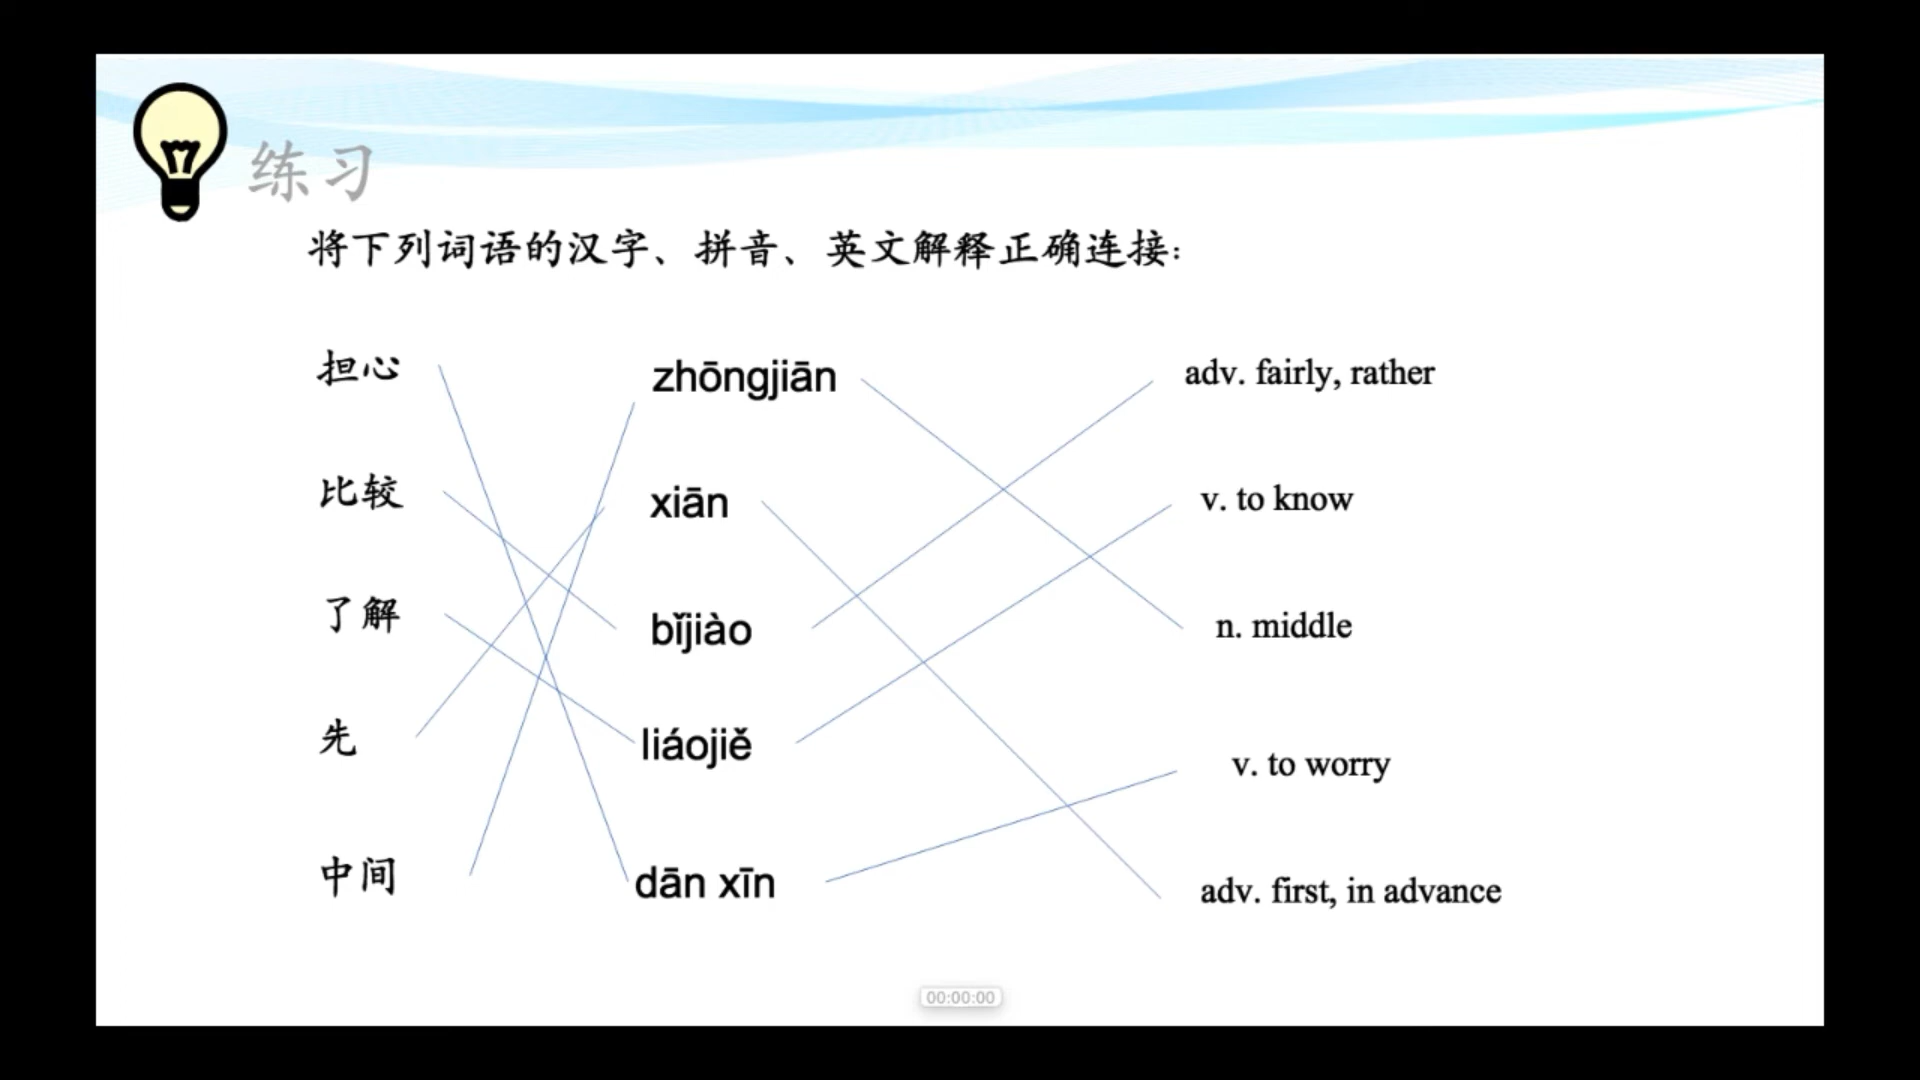 练习
将下列词语的汉字、拼音、英文解释正确连接:
担心 zhōngjiān adv. fairly, rather
比较 xiān v. to know
了解 bǐjiào n. middle
先 liáojiě v. to worry
中间 dān xīn adv. first, in advance
00:00:00